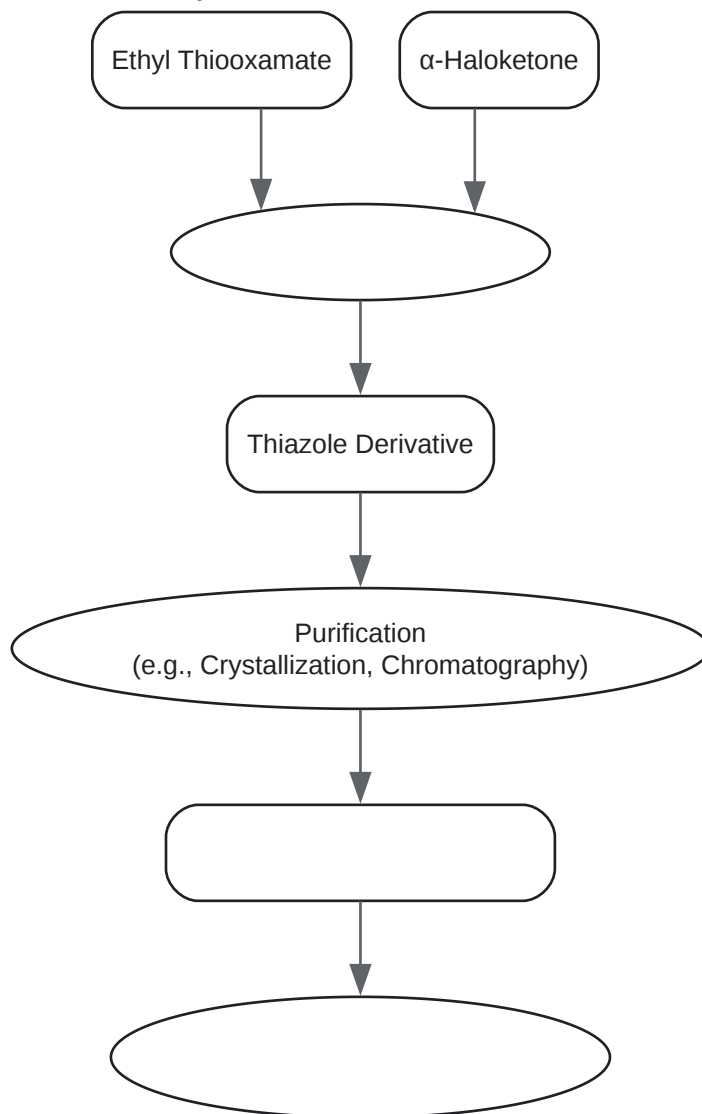 Ethyl Thiooxamate
α-Haloketone
Thiazole Derivative
Purification
(e.g., Crystallization, Chromatography)